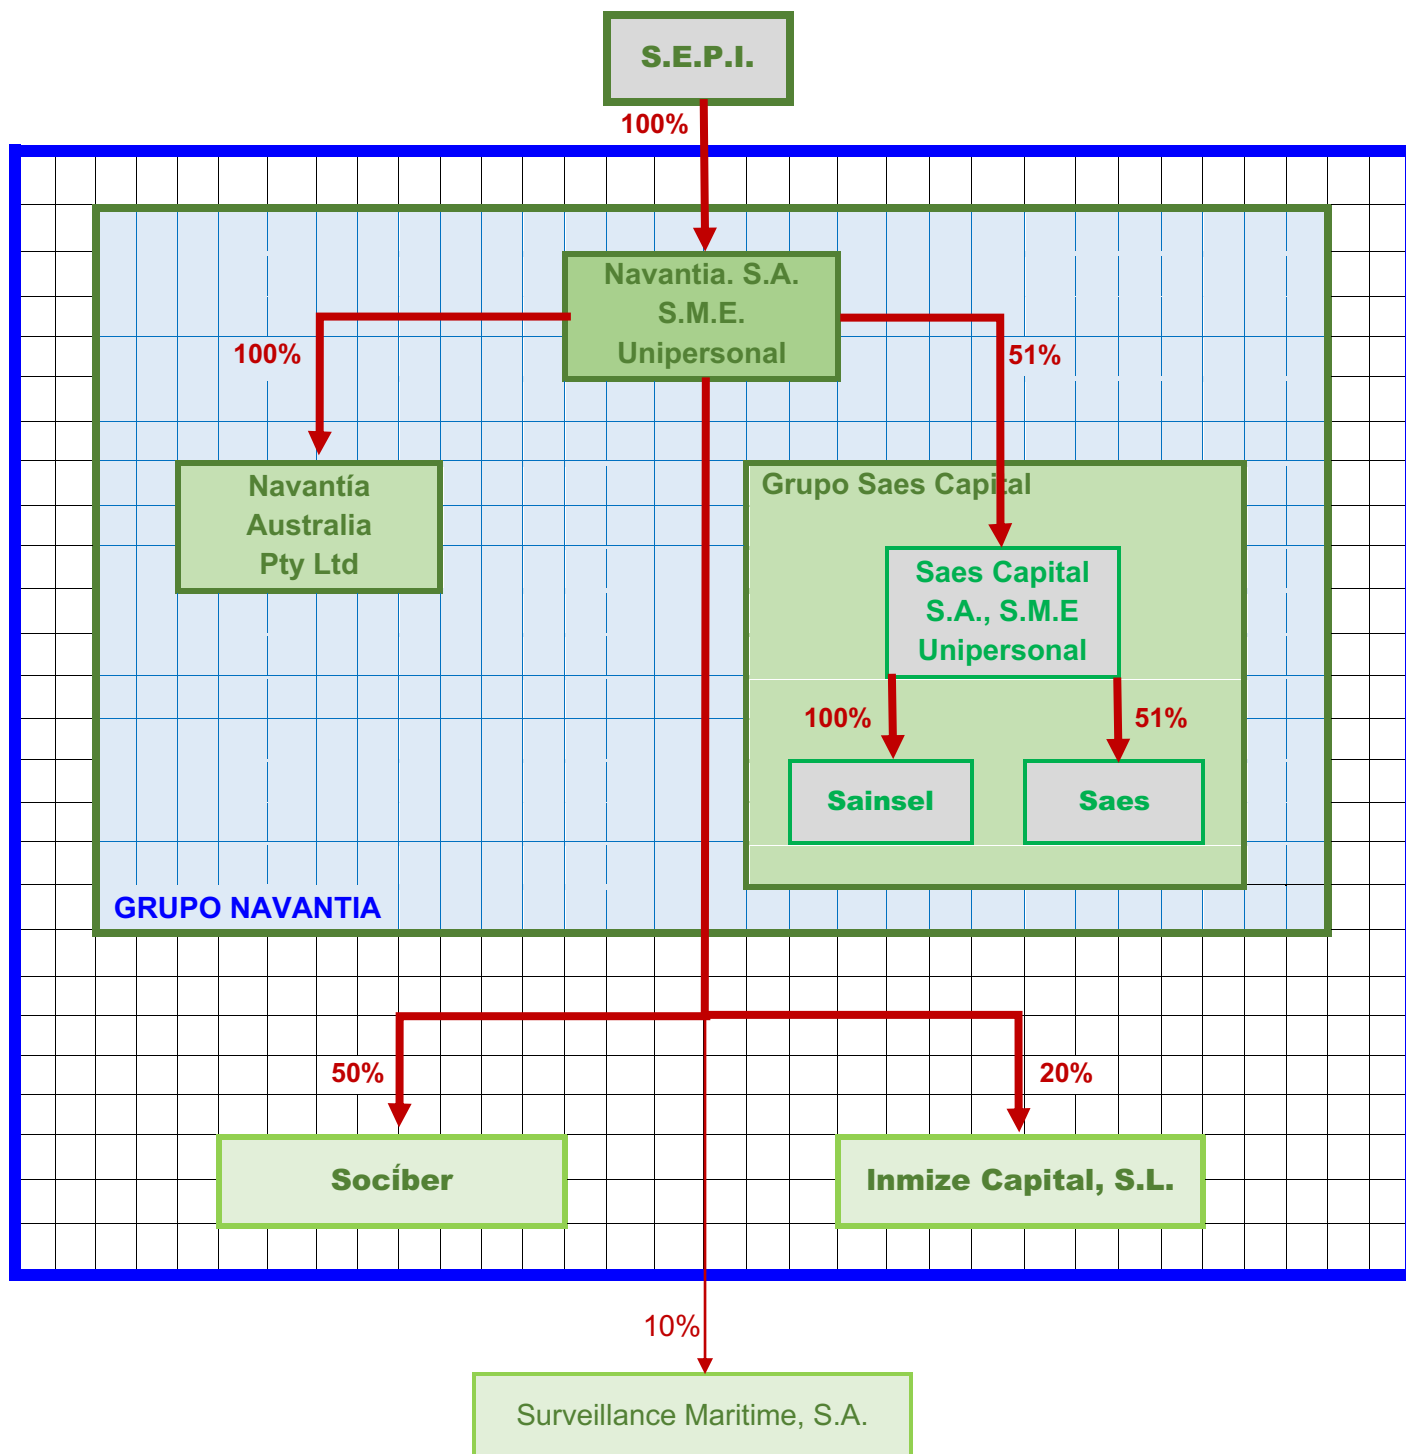 S.E.P.I.
100%
Navantia. S.A.
S.M.E.
Unipersonal
100%
51%
Navantía
Australia
Pty Ltd
Grupo Saes Capital
Saes Capital
S.A., S.M.E
Unipersonal
100%
51%
Sainsel
Saes
GRUPO NAVANTIA
50%
20%
Socíber
Inmize Capital, S.L.
10%
Surveillance Maritime, S.A.